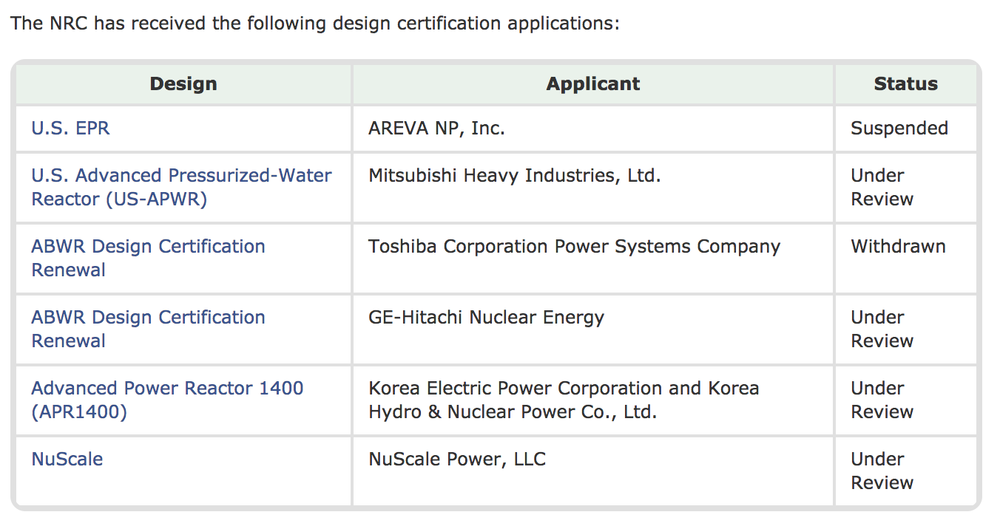 The NRC has received the following design certification applications:
Design Applicant Status
U.S. EPR AREVA NP, Inc. Suspended
U.S. Advanced Pressurized-Water Mitsubishi Heavy Industries, Ltd. Under
Reactor (US-APWR) Review
ABWR Design Certification Toshiba Corporation Power Systems Company Withdrawn
Renewal
ABWR Design Certification GE-Hitachi Nuclear Energy Under
Renewal Review
Advanced Power Reactor 1400 Korea Electric Power Corporation and Korea Under
(APR1400) Hydro & Nuclear Power Co., Ltd. Review
NuScale NuScale Power, LLC Under
Review